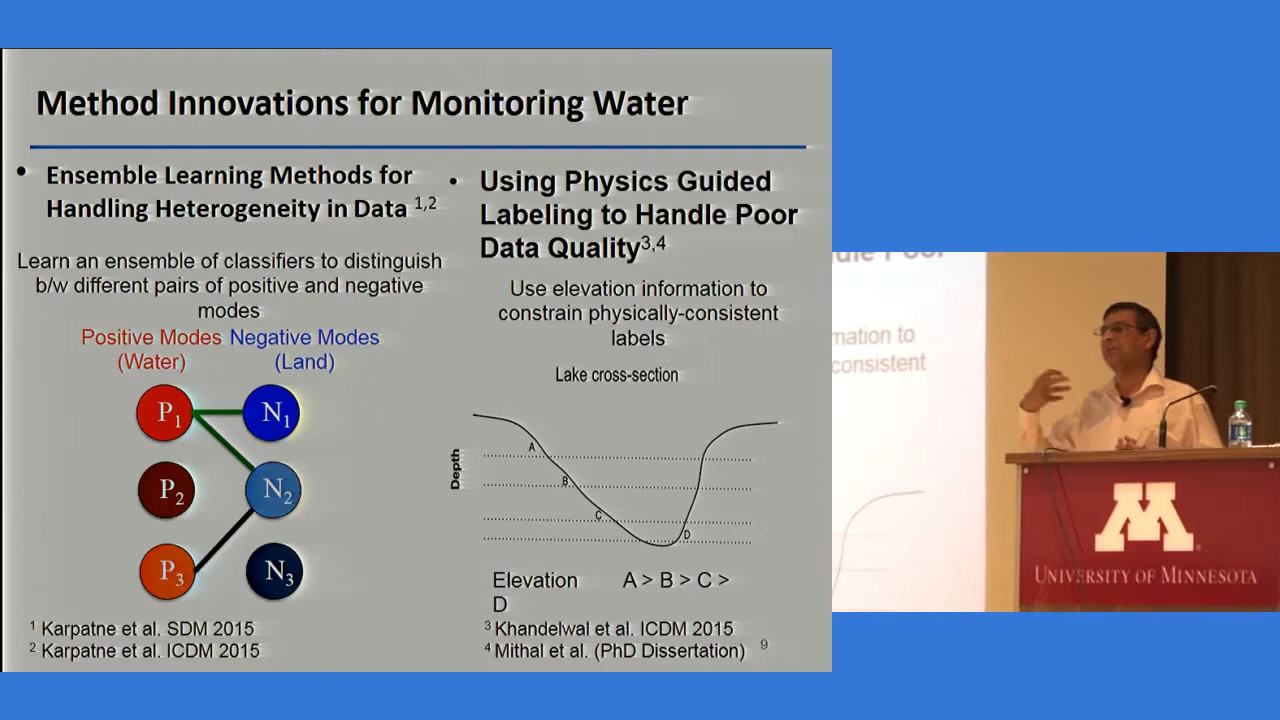 Method Innovations for Monitoring Water
• Ensemble Learning Methods for
Handling Heterogeneity in Data 1,2
Learn an ensemble of classifiers to distinguish
b/w different pairs of positive and negative
modes
Positive Modes Negative Modes
(Water) (Land)
P1 N1
P2 N2
P3 N3
1 Karpatne et al. SDM 2015
2 Karpatne et al. ICDM 2015
• Using Physics Guided
Labeling to Handle Poor
Data Quality3,4
Use elevation information to
constrain physically-consistent
labels
Lake cross-section
Depth
A
B
C
D
Elevation A > B > C >
D
3 Khandelwal et al. ICDM 2015
4 Mithal et al. (PhD Dissertation)
9
Poor
mation to
consistent
M
UNIVERSITY OF MINNESOTA